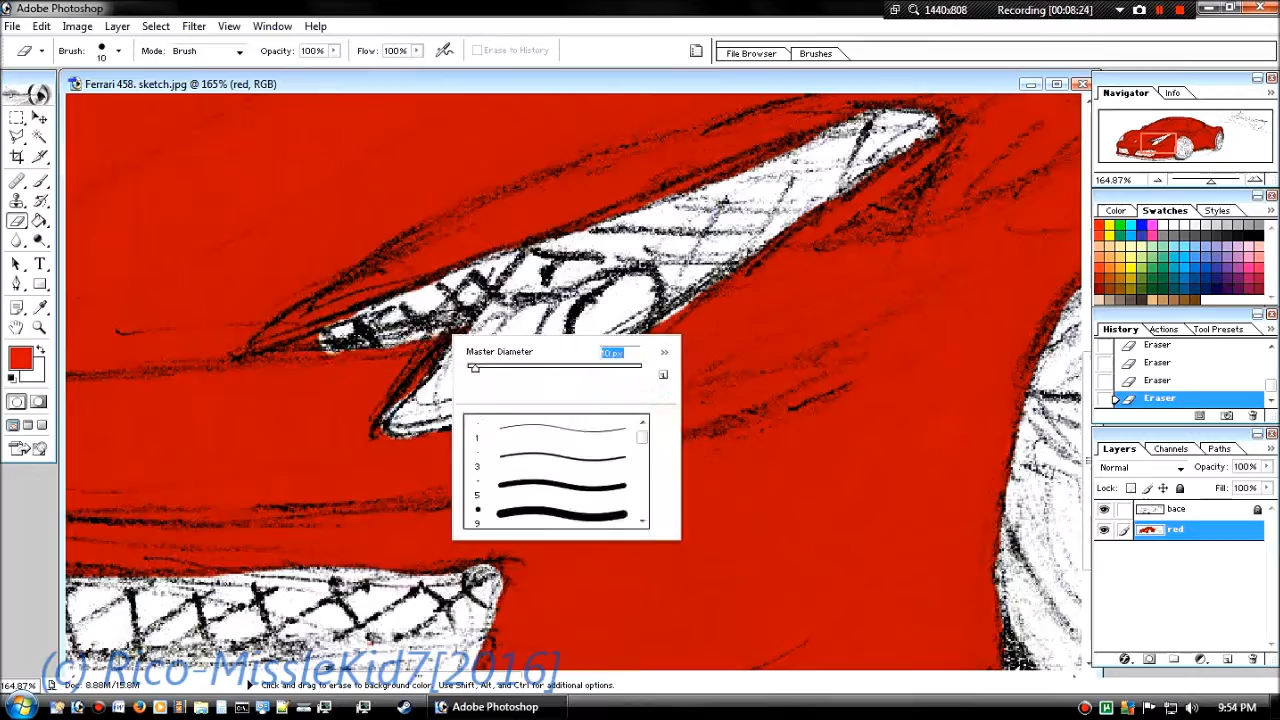 Adobe Photoshop
1440x808
Recording [00:08:24]
File Edit Image Layer Select Filter View Window Help
Brush: 10 Mode: Brush Opacity: 100% Flow: 100% Erase to History
File Browser Brushes
Ferrari 458. sketch.jpg @ 165% (red, RGB)
Navigator Info
164.87%
Color Swatches Styles
History Actions Tool Presets
Eraser
Eraser
Eraser
Eraser
Master Diameter 10 px
1
3
5
9
Layers Channels Paths
Normal Opacity: 100%
Lock: Fill: 100%
bace
red
(c) Rico-MissleKid7[2016]
164.87% Doc: 8.88M/15.8M Click and drag to erase to background color. Use Shift, Alt, and Ctrl for additional options.
Adobe Photoshop
9:54 PM